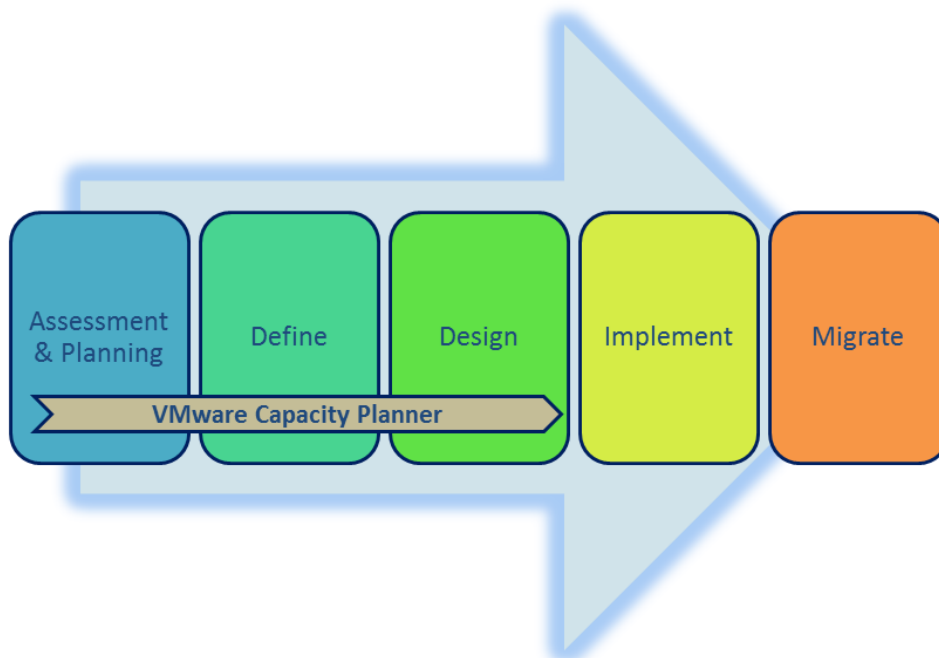 Assessment
& Planning
Define
Design
Implement
Migrate
VMware Capacity Planner